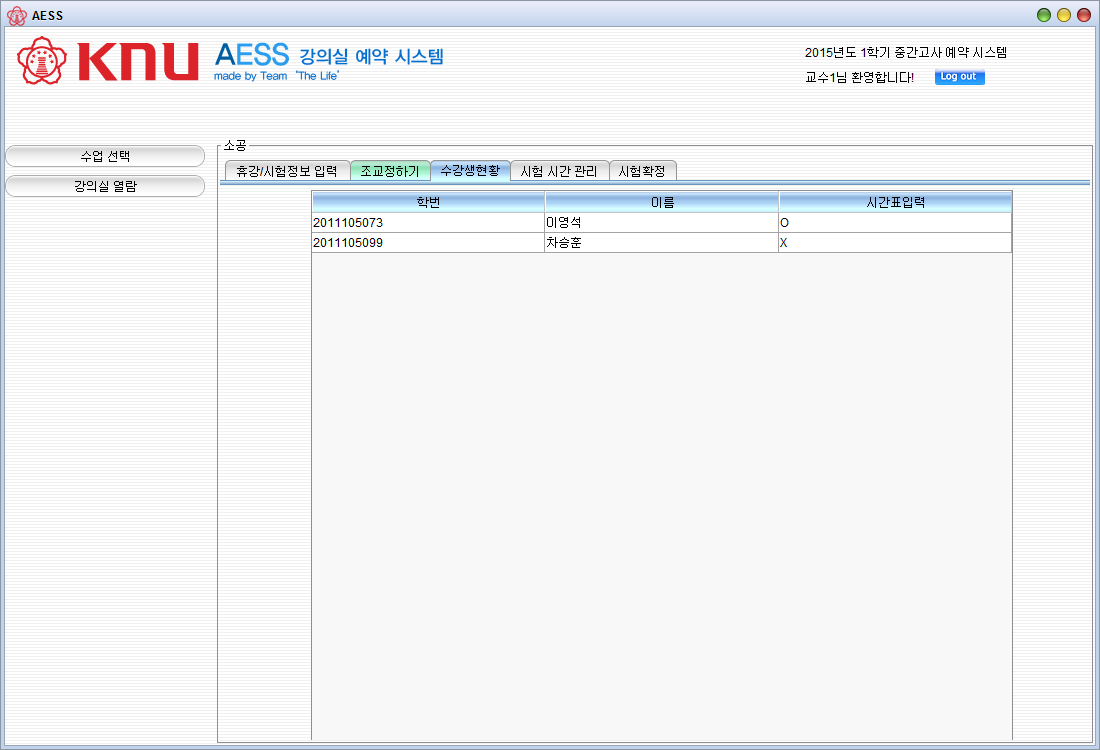 AESS
KNU
AESS 강의실 예약 시스템
made by Team 'The Life'
2015년도 1학기 중간고사 예약 시스템
교수1님 환영합니다! Log out
수업 선택
강의실 열람
소공
휴강/시험정보 입력 조교정하기 수강생현황 시험 시간 관리 시험확정
학번 이름 시간표입력
2011105073 이영석 O
2011105099 차승훈 X